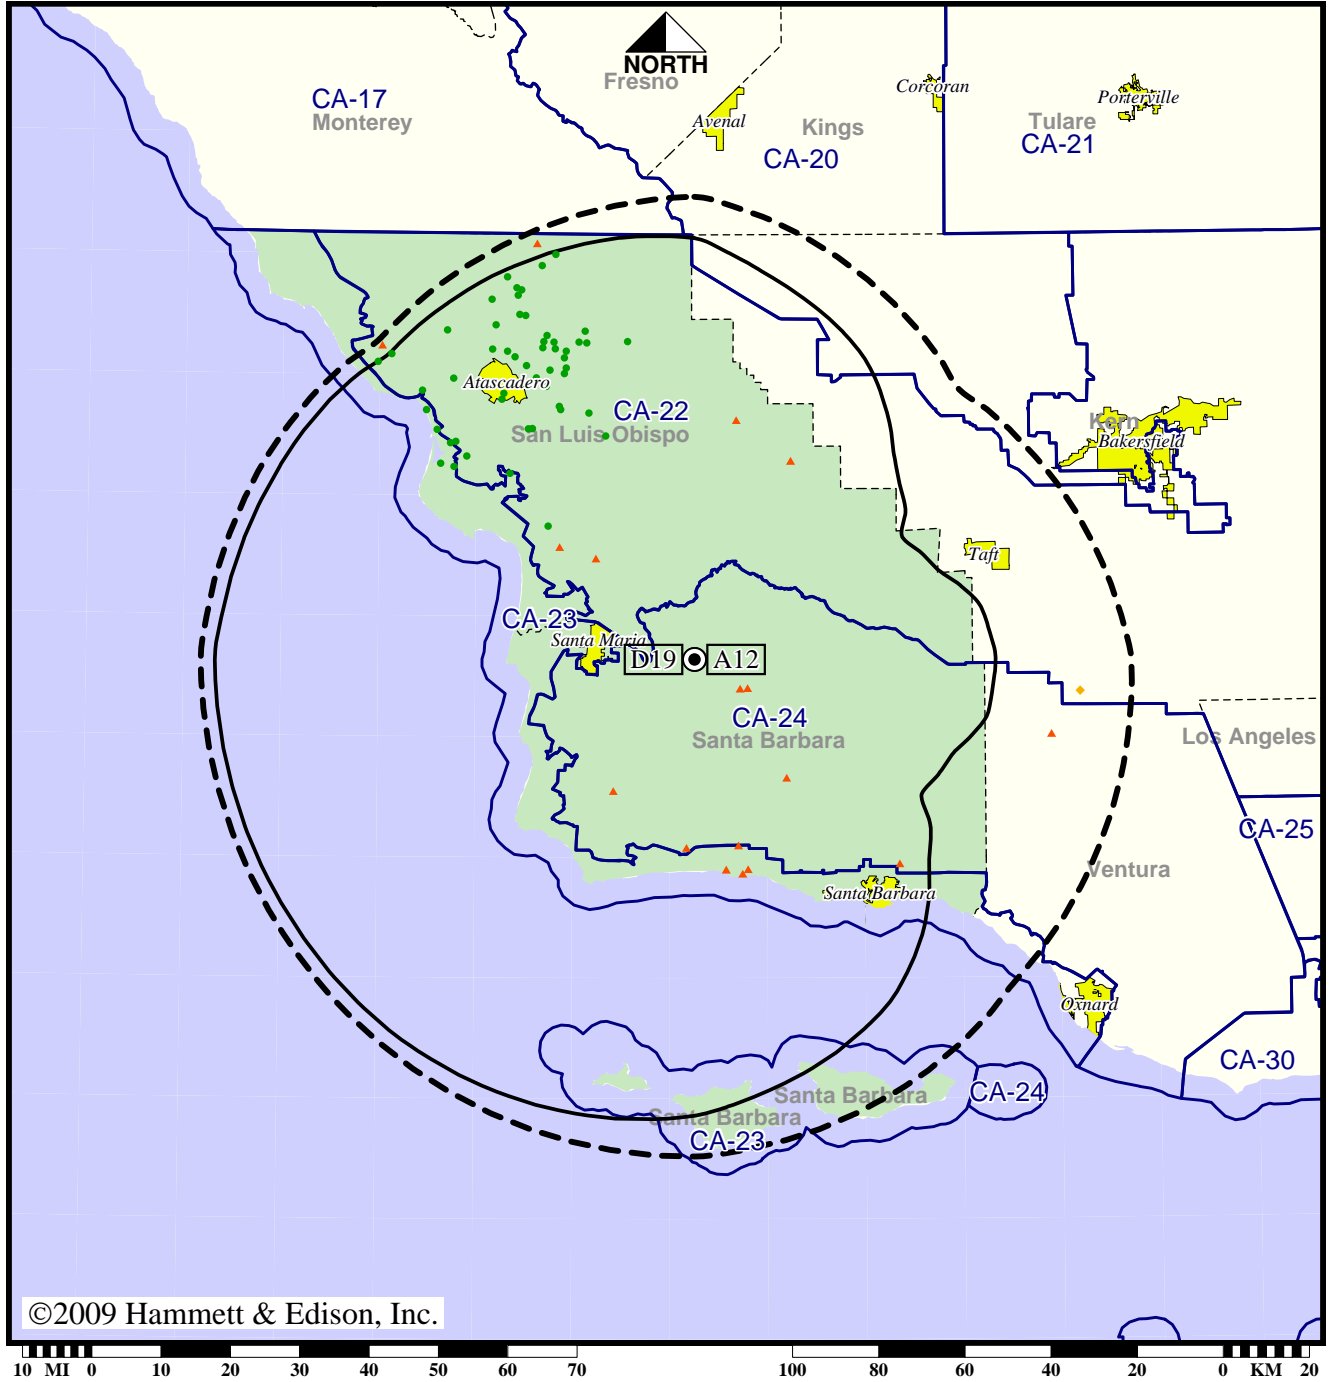 NORTH
Fresno
CA-17
Monterey
Avenal
Kings
CA-20
Corcoran
Tulare
CA-21
Porterville
Atascadero
CA-22
San Luis Obispo
Kern
Bakersfield
Taft
CA-23
Santa Maria
D19
A12
CA-24
Santa Barbara
Los Angeles
CA-25
Ventura
Santa Barbara
Oxnard
CA-30
Santa Barbara
CA-24
Santa Barbara
CA-23
©2009 Hammett & Edison, Inc.
10 MI 0 10 20 30 40 50 60 70
100 80 60 40 20 0 KM 20